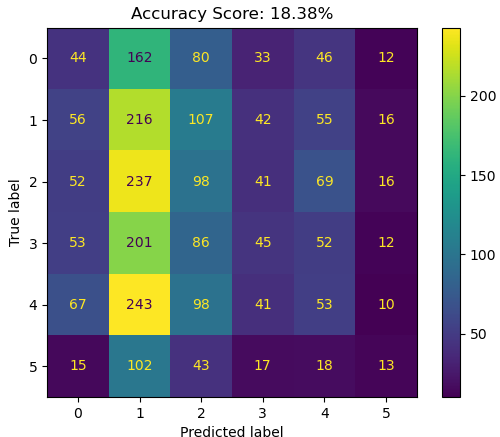 Accuracy Score: 18.38%
0 44 162 80 33 46 12
1 56 216 107 42 55 16
2 52 237 98 41 69 16
3 53 201 86 45 52 12
4 67 243 98 41 53 10
5 15 102 43 17 18 13
0 1 2 3 4 5
Predicted label
True label
200
150
100
50